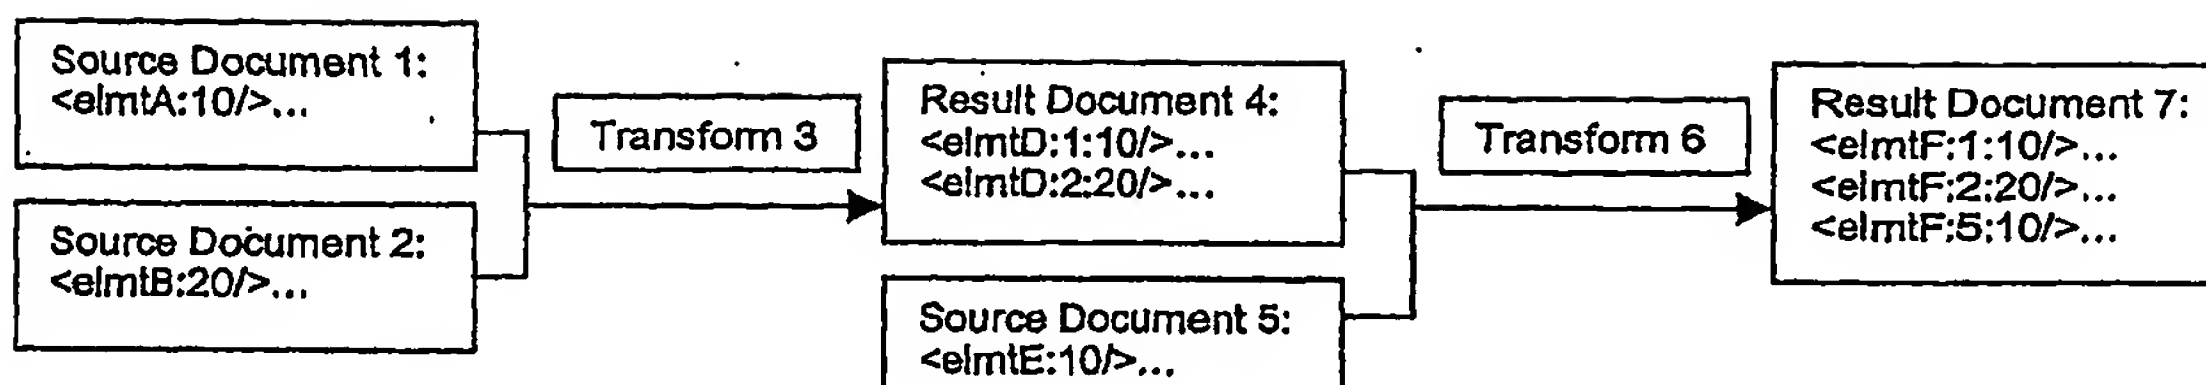 Source Document 1:
<elmtA:10/>...
Source Document 2:
<elmtB:20/>...
Transform 3
Result Document 4:
<elmtD:1:10/>...
<elmtD:2:20/>...
Source Document 5:
<elmtE:10/>...
Transform 6
Result Document 7:
<elmtF:1:10/>...
<elmtF:2:20/>...
<elmtF:5:10/>...